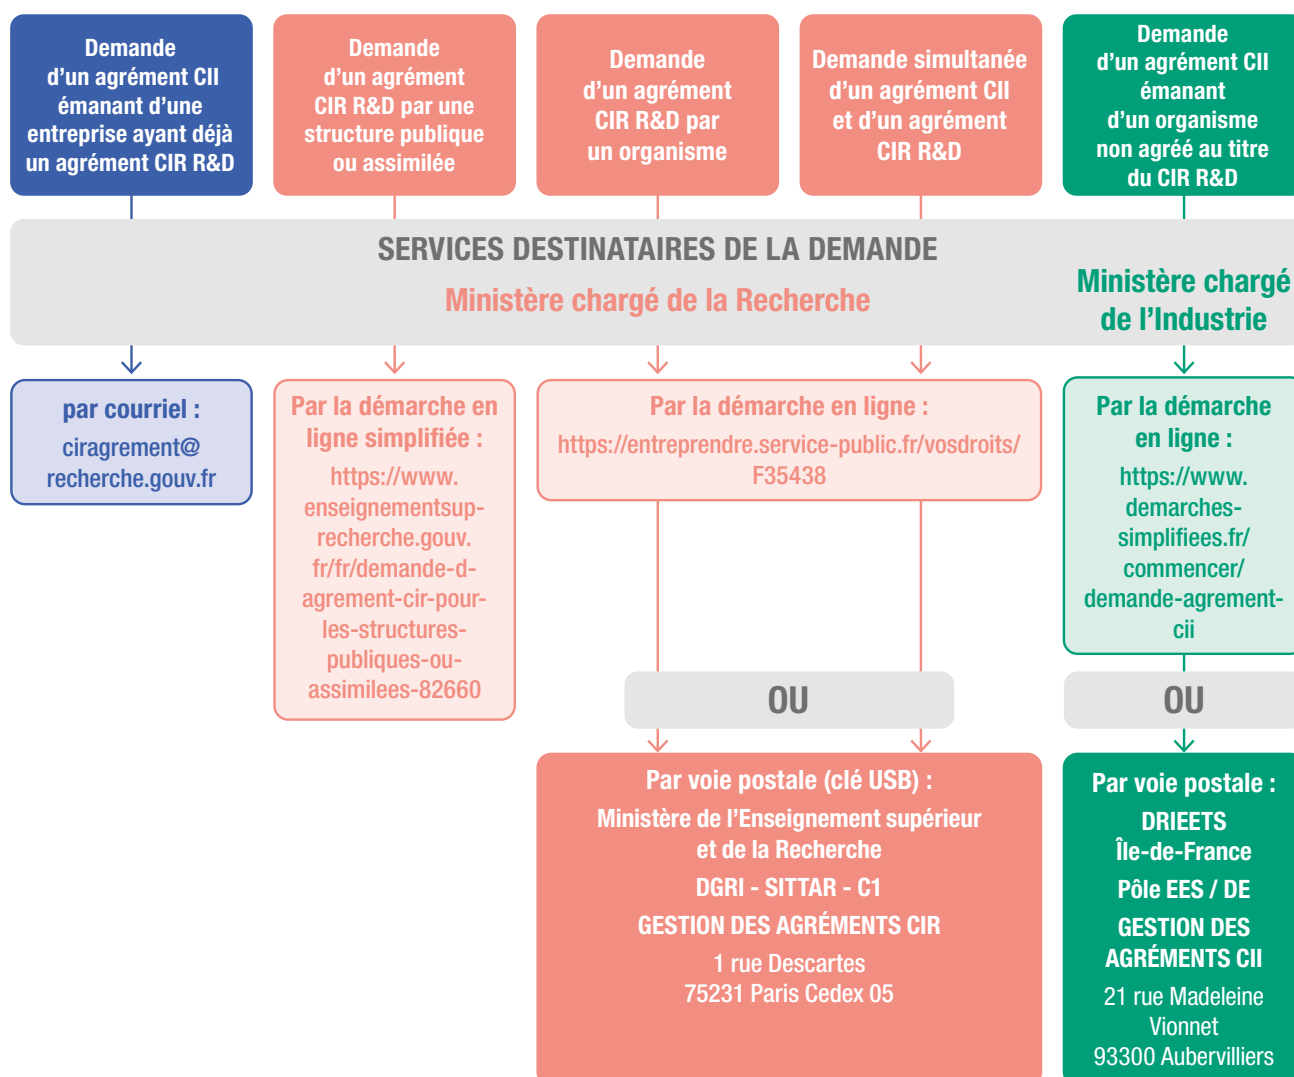 Demande
d'un agrément CII
émanant d'une
entreprise ayant déjà
un agrément CIR R&D
Demande
d'un agrément
CIR R&D par une
structure publique
ou assimilée
Demande
d'un agrément
CIR R&D par
un organisme
Demande simultanée
d'un agrément CII
et d'un agrément
CIR R&D
Demande
d'un agrément CII
émanant
d'un organisme
non agréé au titre
du CIR R&D
SERVICES DESTINATAIRES DE LA DEMANDE
Ministère chargé de la Recherche
Ministère chargé
de l'Industrie
par courriel :
ciragrement@
recherche.gouv.fr
Par la démarche en
ligne simplifiée :
https://www.
enseignementsup-
recherche.gouv.
fr/fr/demande-d-
agrement-cir-pour-
les-structures-
publiques-ou-
assimilees-82660
Par la démarche en ligne :
https://entreprendre.service-public.fr/vosdroits/
F35438
Par la démarche
en ligne :
https://www.
demarches-
simplifiees.fr/
commencer/
demande-agrement-
cii
OU
OU
Par voie postale (clé USB) :
Ministère de l'Enseignement supérieur
et de la Recherche
DGRI - SITTAR - C1
GESTION DES AGRÉMENTS CIR
1 rue Descartes
75231 Paris Cedex 05
Par voie postale :
DRIEETS
Île-de-France
Pôle EES / DE
GESTION DES
AGRÉMENTS CII
21 rue Madeleine
Vionnet
93300 Aubervilliers